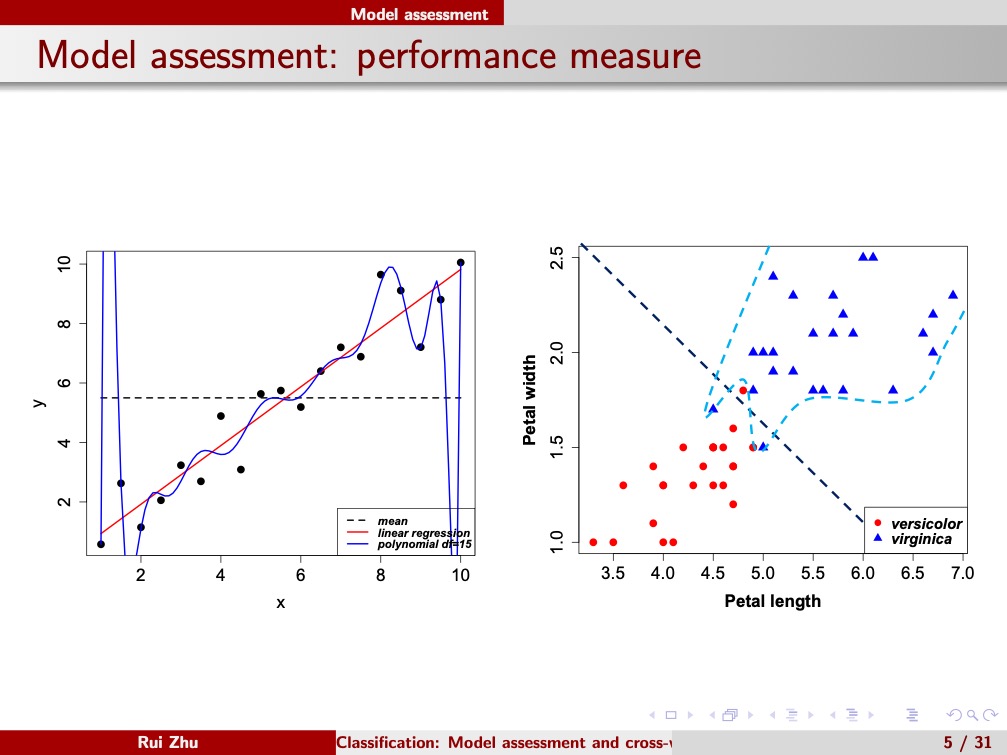 Model assessment
Model assessment: performance measure
y
2
4
6
8
10
2 4 6 8 10
x
mean
linear regression
polynomial df=15
Petal width
1.0
1.5
2.0
2.5
3.5 4.0 4.5 5.0 5.5 6.0 6.5 7.0
Petal length
versicolor
virginica
Rui Zhu
Classification: Model assessment and cross-
5 / 31